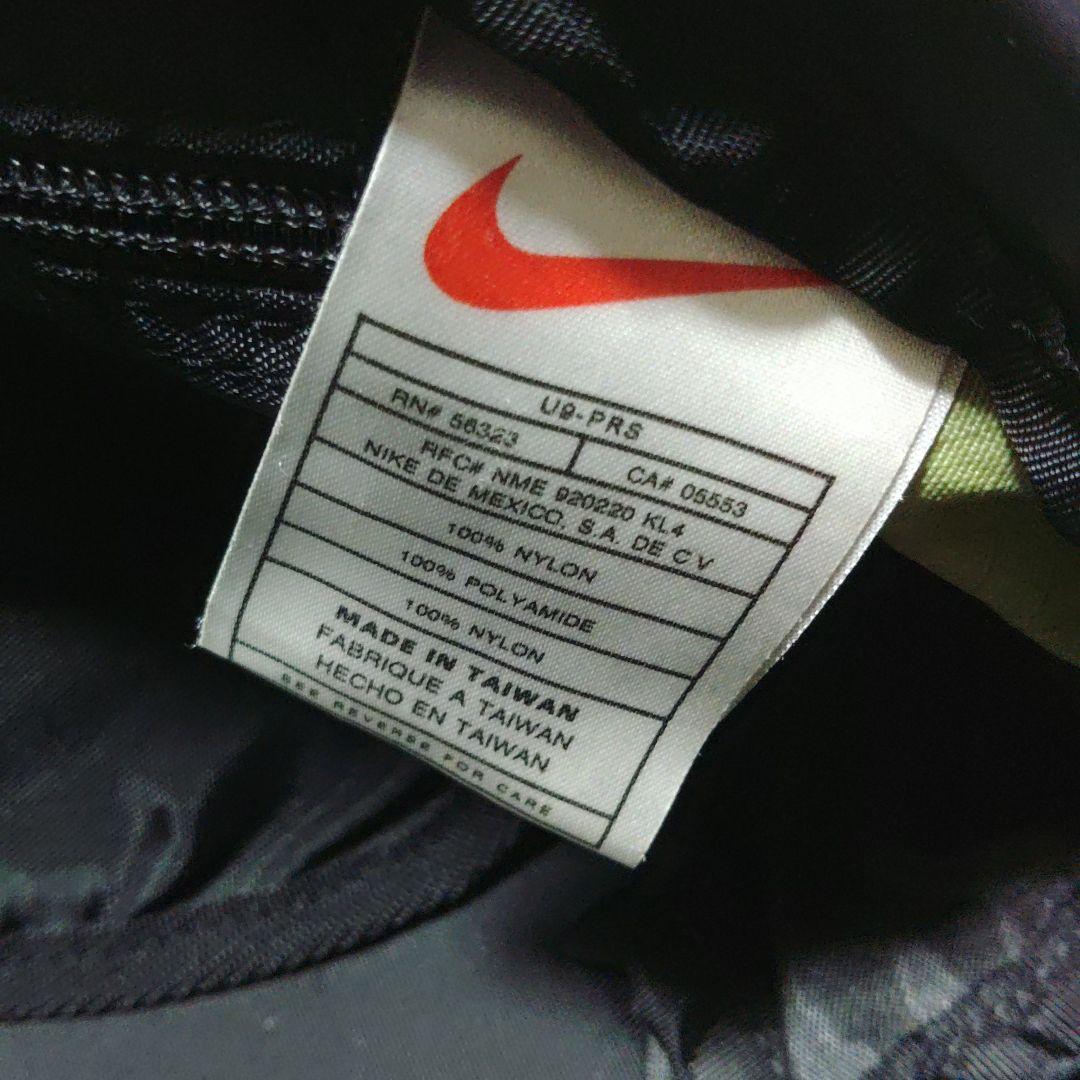 U9-PRS
RN# 56323
CA# 05553
RFC# NME 920220 KL4
NIKE DE MEXICO, S.A. DE C V
100% NYLON
100% POLYAMIDE
100% NYLON
MADE IN TAIWAN
FABRIQUE A TAIWAN
HECHO EN TAIWAN
SEE REVERSE FOR CARE